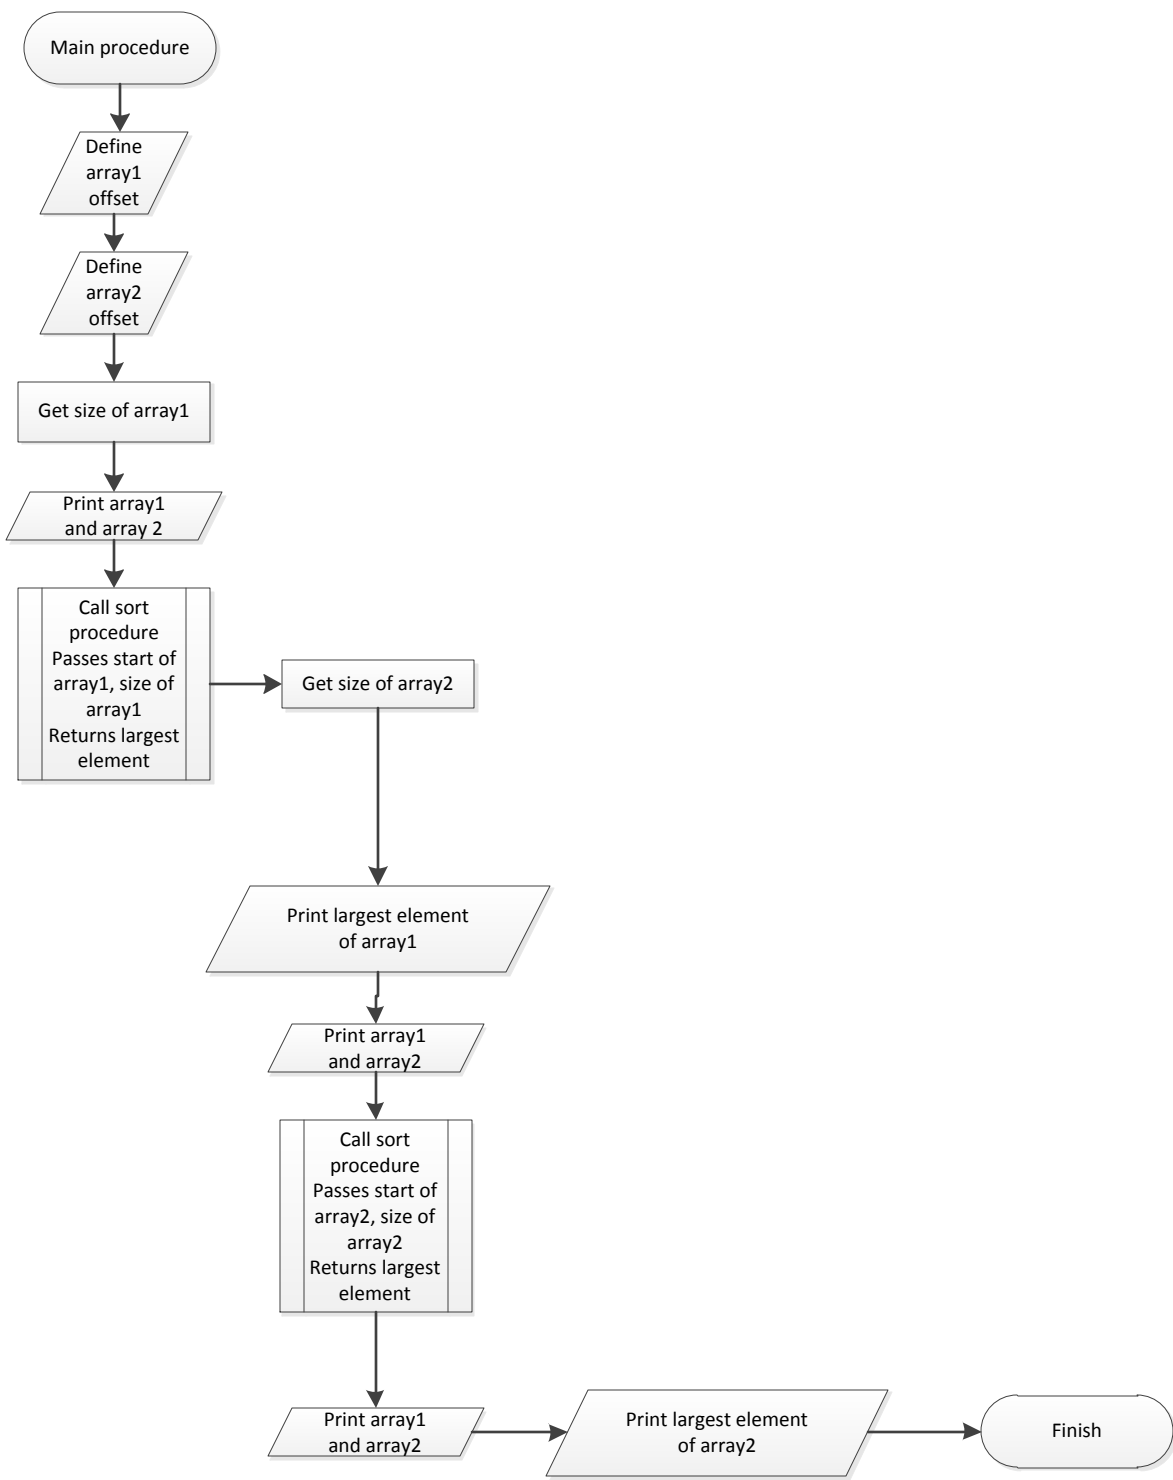 Main procedure
Define
array1
offset
Define
array2
offset
Get size of array1
Print array1
and array 2
Call sort
procedure
Passes start of
array1, size of
array1
Returns largest
element
Get size of array2
Print largest element
of array1
Print array1
and array2
Call sort
procedure
Passes start of
array2, size of
array2
Returns largest
element
Print array1
and array2
Print largest element
of array2
Finish